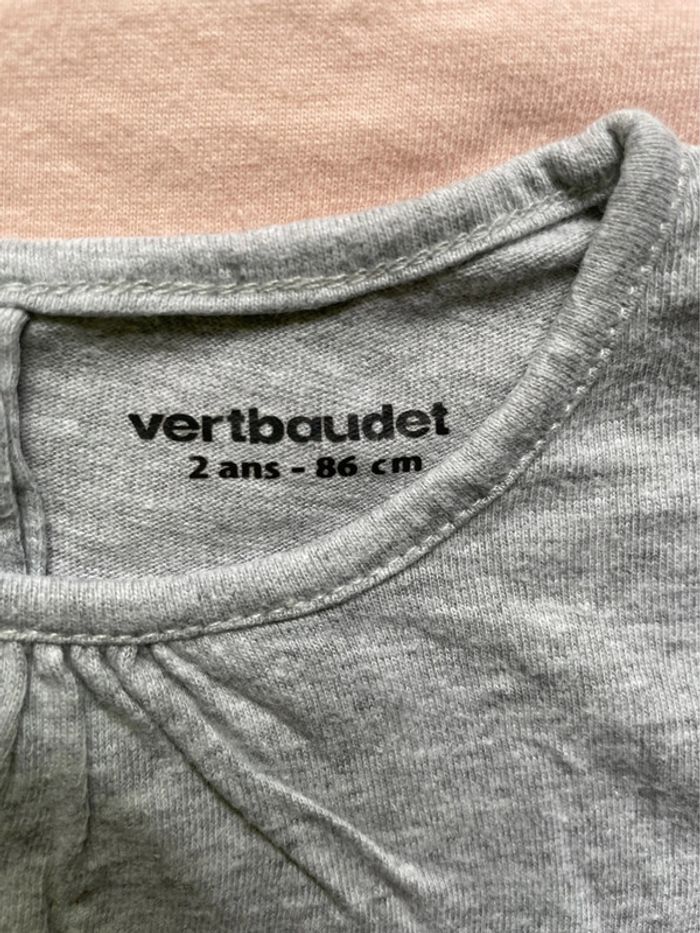 vertbaudet
2 ans - 86 cm